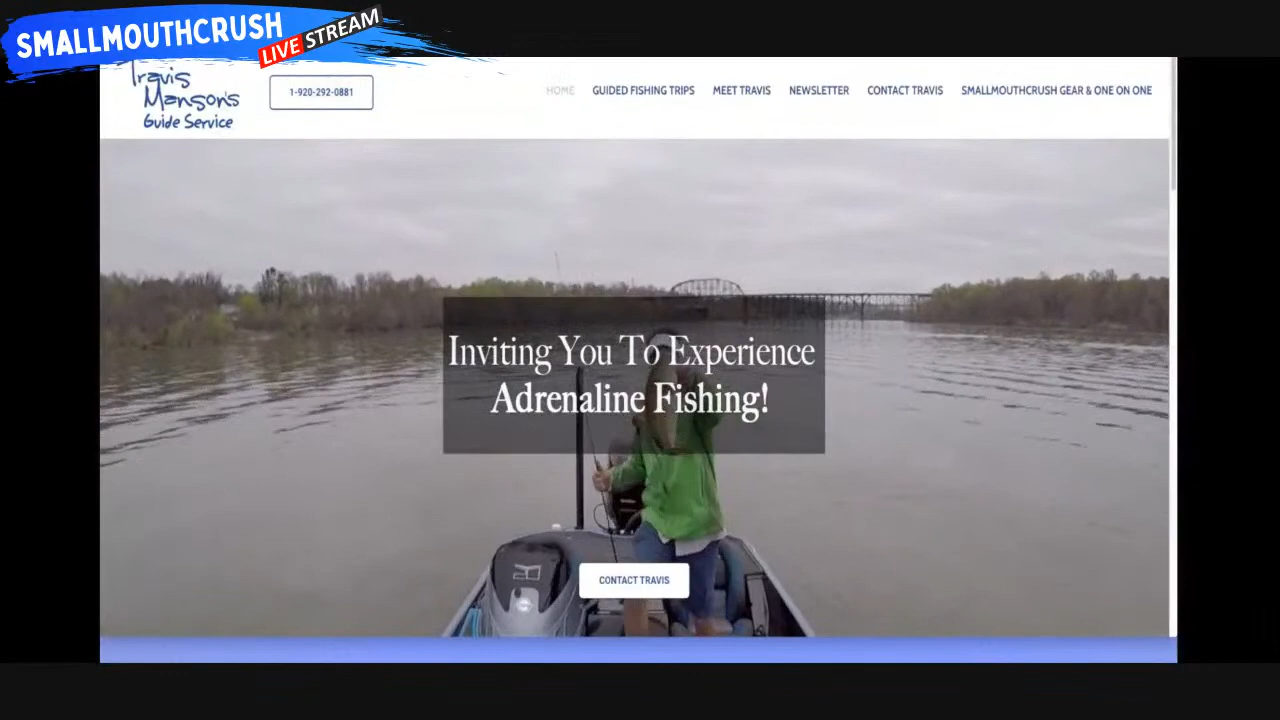 SMALLMOUTHCRUSH
LIVE STREAM
Travis
Manson's
Guide Service
1-920-292-0881
HOME
GUIDED FISHING TRIPS
MEET TRAVIS
NEWSLETTER
CONTACT TRAVIS
SMALLMOUTHCRUSH GEAR & ONE ON ONE
Inviting You To Experience
Adrenaline Fishing!
CONTACT TRAVIS